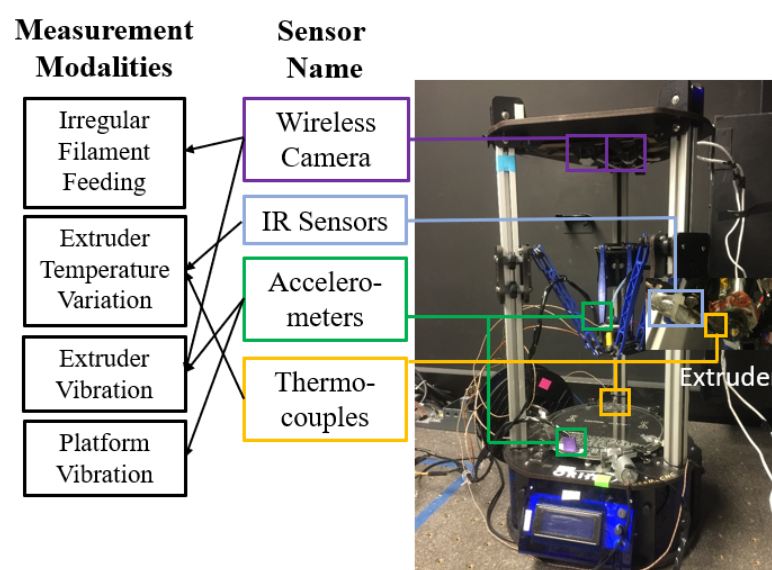 Measurement
Modalities
Sensor
Name
Irregular
Filament
Feeding
Extruder
Temperature
Variation
Extruder
Vibration
Platform
Vibration
Wireless
Camera
IR Sensors
Accelero-
meters
Thermo-
couples
Extruder